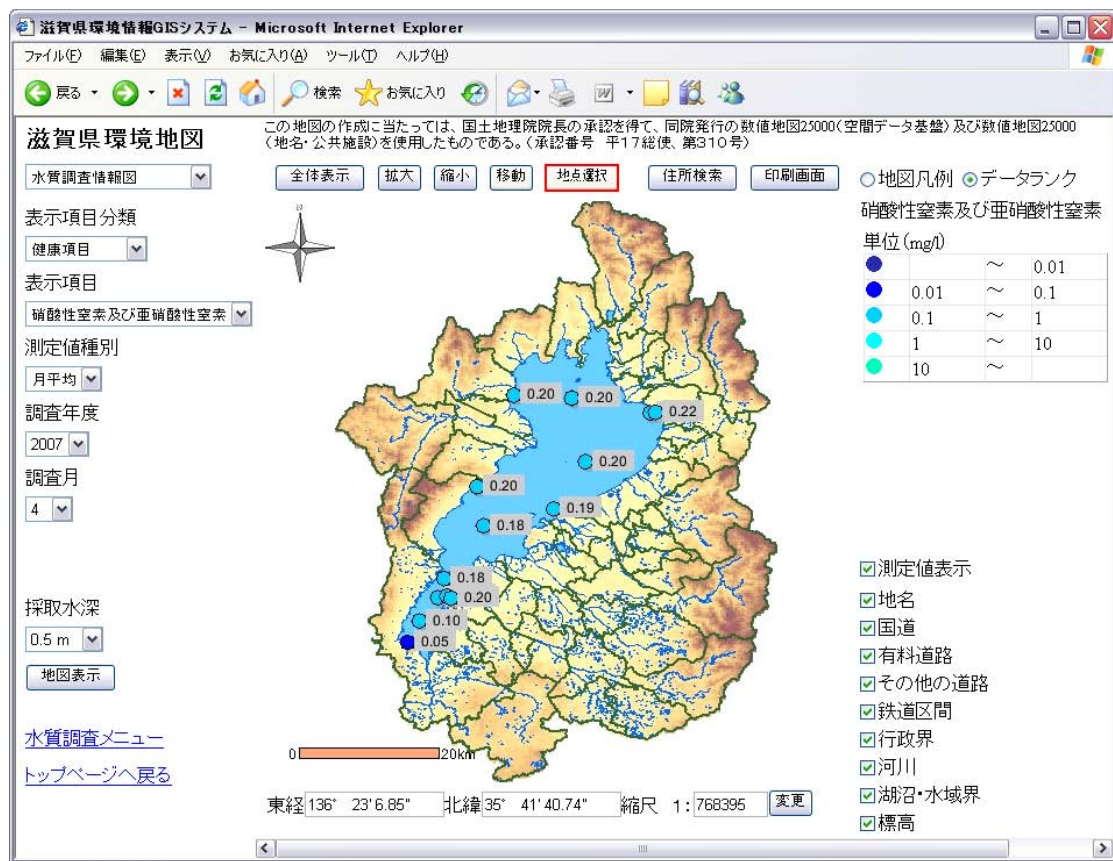 滋賀県環境情報GISシステム - Microsoft Internet Explorer
ファイル(F) 編集(E) 表示(V) お気に入り(A) ツール(T) ヘルプ(H)
戻る 検索 お気に入り
この地図の作成に当たっては、国土地理院院長の承認を得て、同院発行の数値地図25000(空間データ基盤)及び数値地図25000
(地名・公共施設)を使用したものである。(承認番号 平17総使、第310号)
滋賀県環境地図
水質調査情報図
表示項目分類
健康項目
表示項目
硝酸性窒素及び亜硝酸性窒素
測定値種別
月平均
調査年度
2007
調査月
4
採取水深
0.5 m
地図表示
水質調査メニュー
トップページへ戻る
全体表示 拡大 縮小 移動 地点選択 住所検索 印刷画面
0.20
0.20
0.22
0.20
0.20
0.19
0.18
0.18
0.20
0.10
0.05
0 20km
東経 136° 23'6.85" 北緯 35° 41'40.74" 縮尺 1: 768395 変更
地図凡例 データランク
硝酸性窒素及び亜硝酸性窒素
単位(mg/l)
～ 0.01
0.01 ～ 0.1
0.1 ～ 1
1 ～ 10
10 ～
測定値表示
地名
国道
有料道路
その他の道路
鉄道区間
行政界
河川
湖沼・水域界
標高